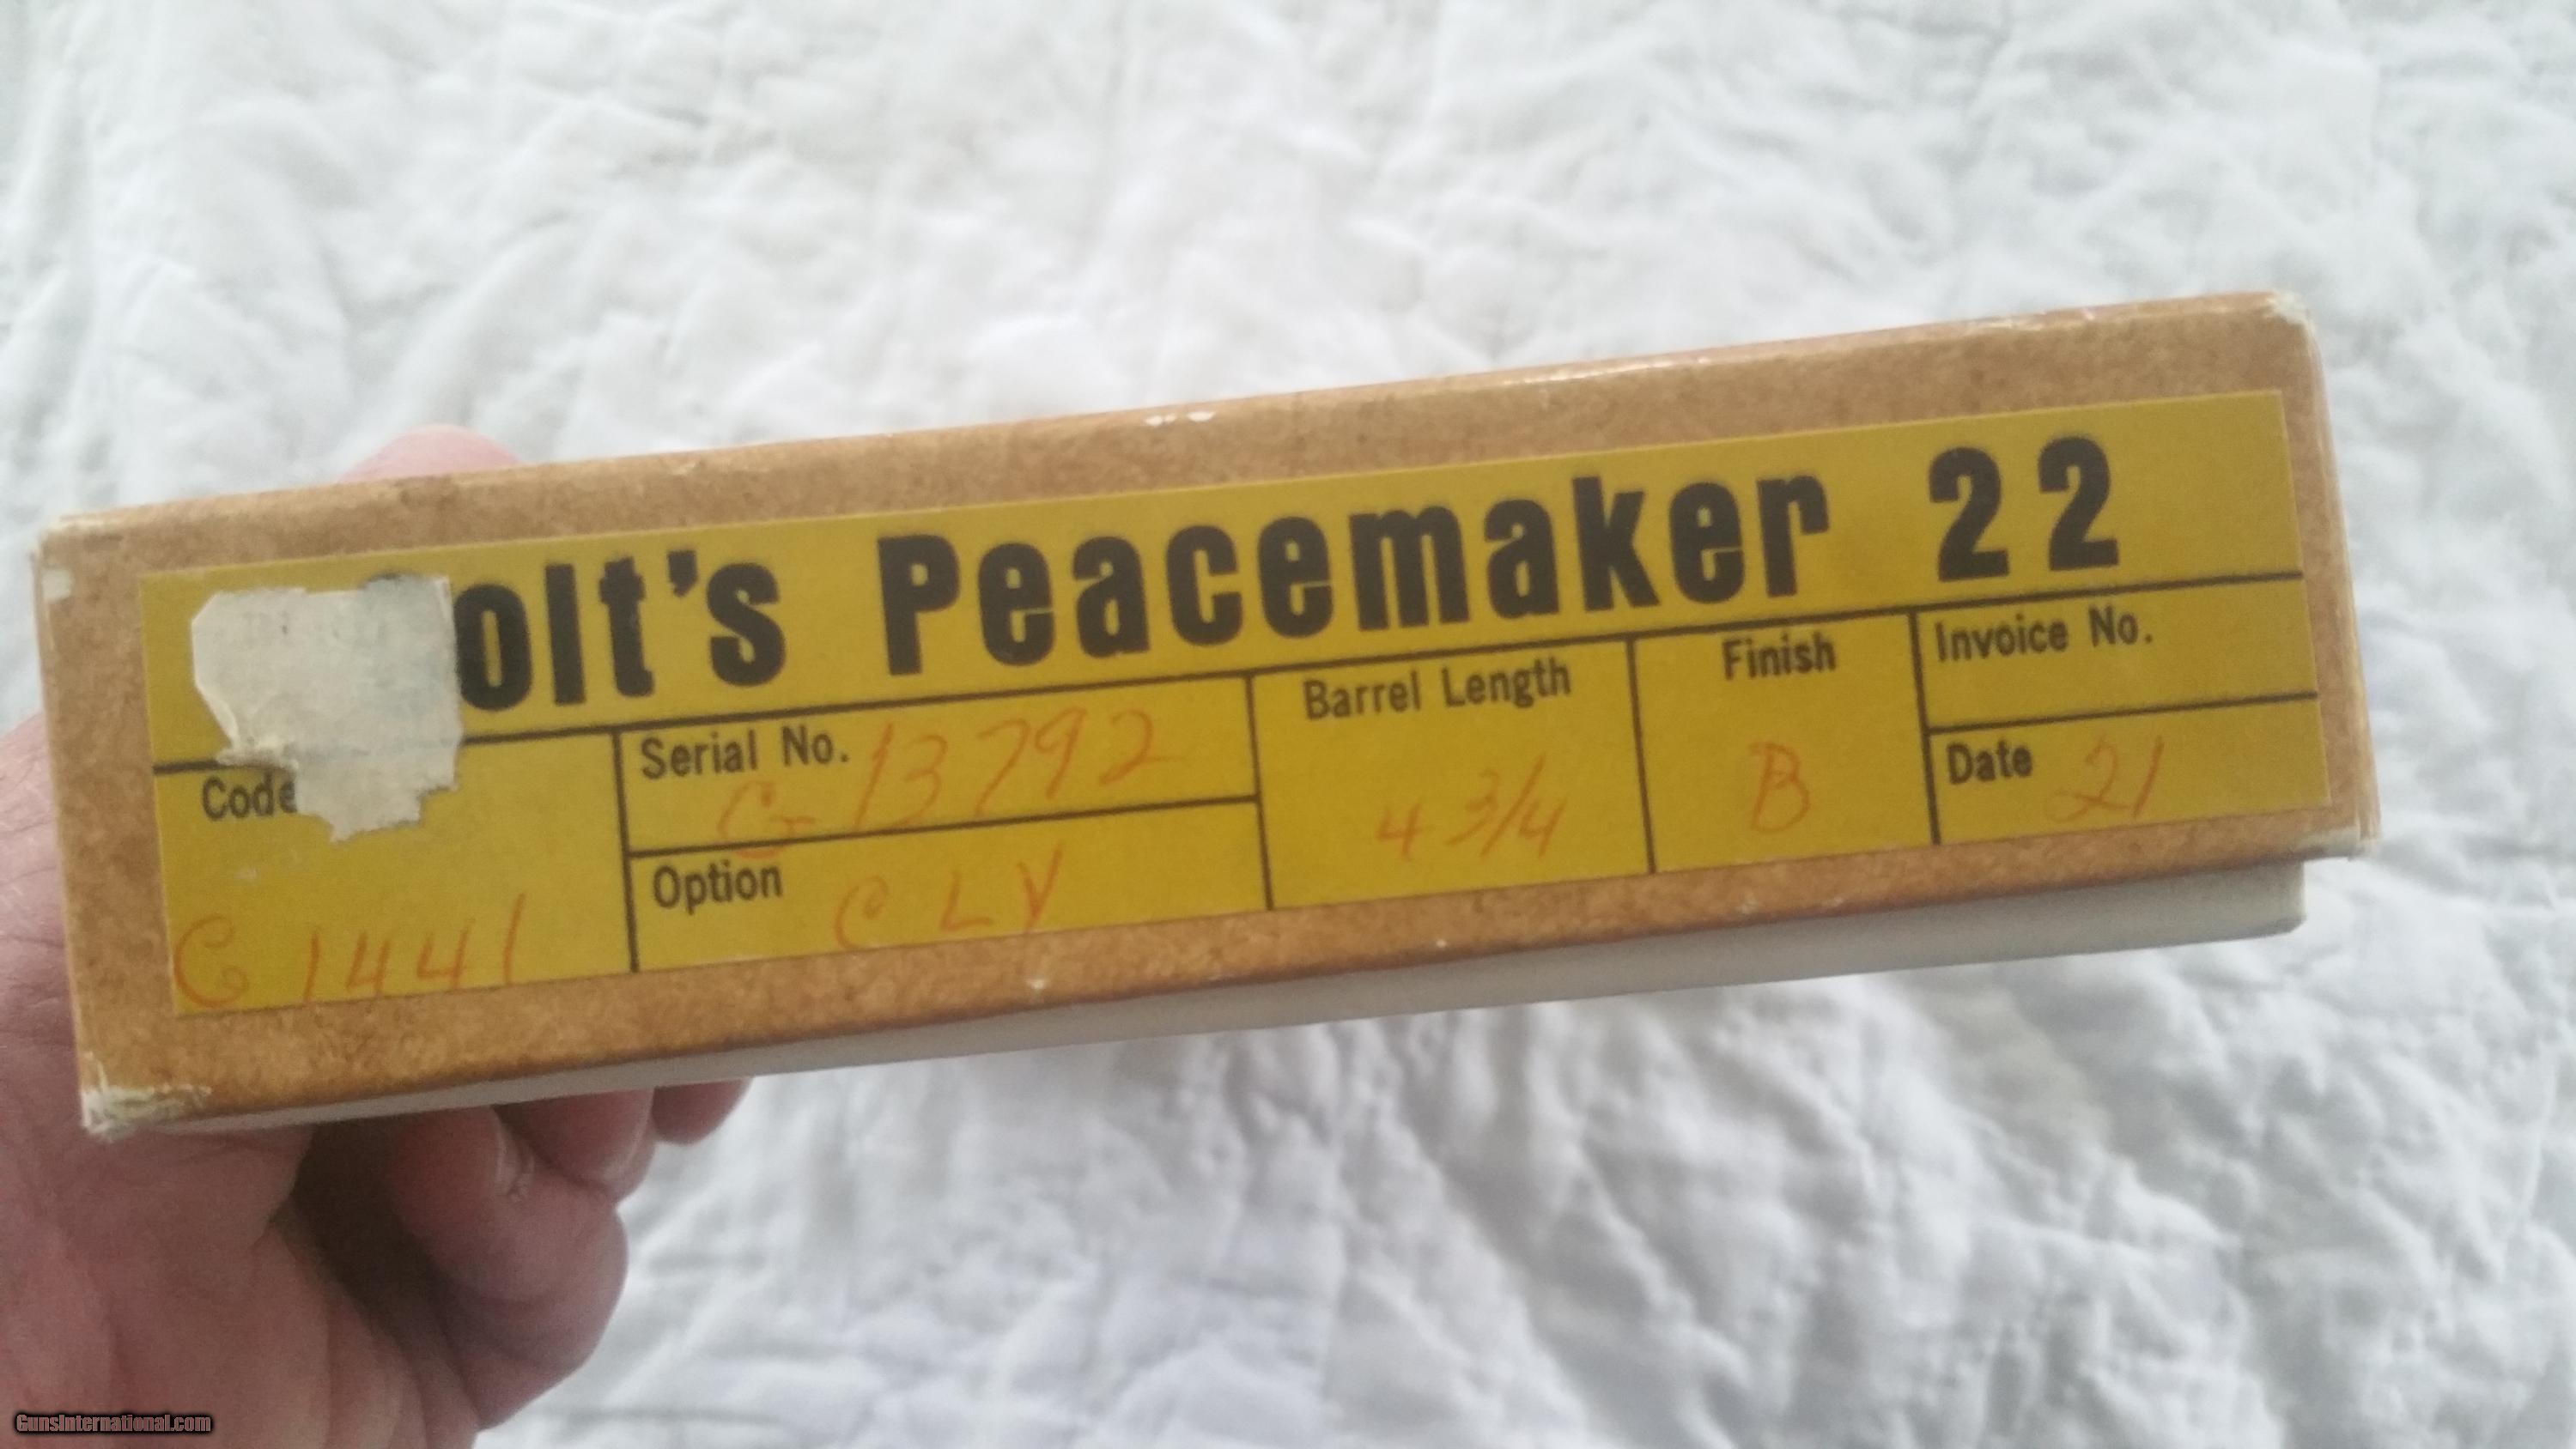 olt's Peacemaker 22
Code
G1441
Serial No. G 13792
Option CLY
Barrel Length
4 3/4
Finish
B
Invoice No.
Date 21
GunsInternational.com